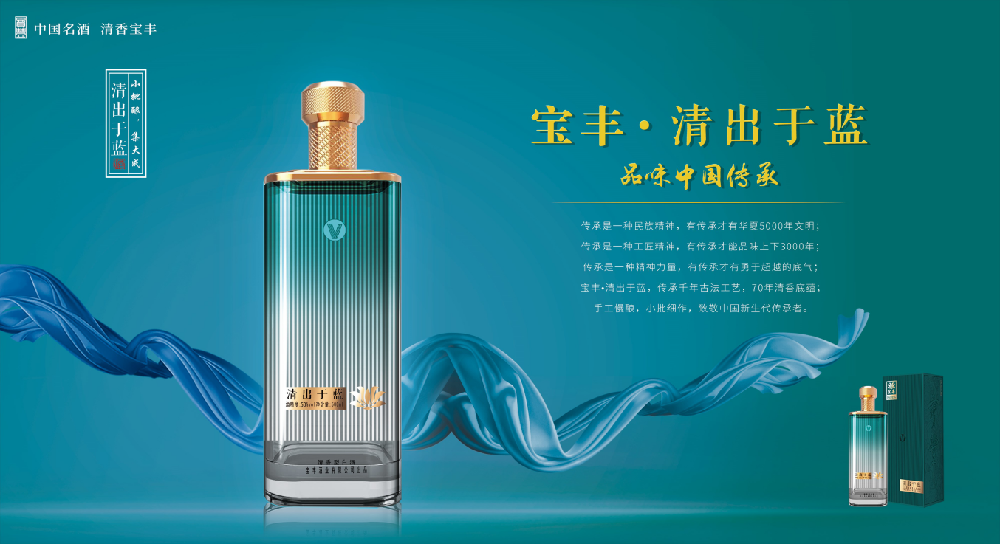 中国名酒 清香宝丰
小批酿，集大成
清出于蓝
宝丰·清出于蓝
品味中国传承
传承是一种民族精神，有传承才有华夏5000年文明；
传承是一种工匠精神，有传承才能品味上下3000年；
传承是一种精神力量，有传承才有勇于超越的底气；
宝丰•清出于蓝，传承千年古法工艺，70年清香底蕴；
手工慢酿，小批细作，致敬中国新生代传承者。
V
清出于蓝
酒精度 50%vol 净含量 500ml
清香型白酒
宝丰酒业有限公司出品
宝丰
V
V
清出于蓝
清出于蓝